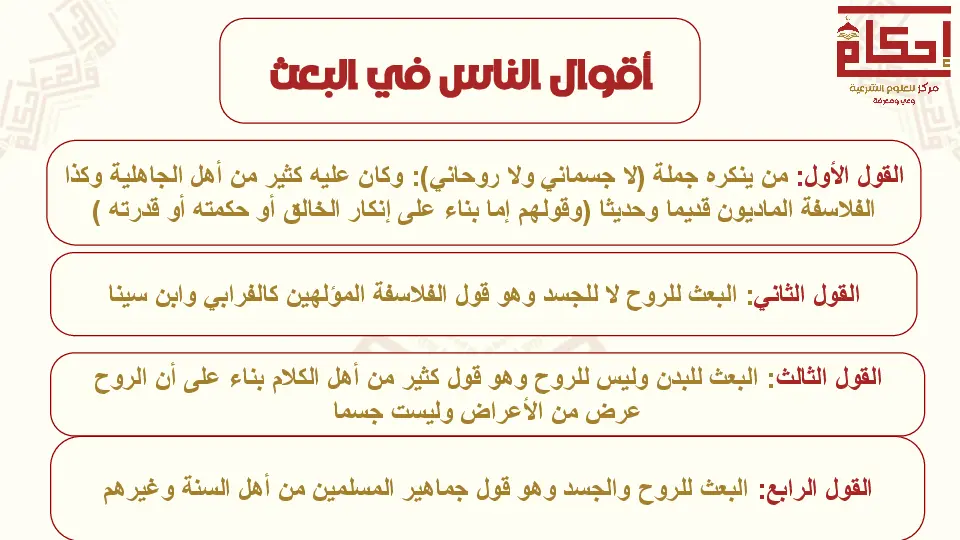 إحكام
مركز للعلوم الشرعية
وعي ومعرفة
أقوال الناس في البعث
القول الأول: من ينكره جملة (لا جسماني ولا روحاني): وكان عليه كثير من أهل الجاهلية وكذا
الفلاسفة الماديون قديما وحديثا (وقولهم إما بناء على إنكار الخالق أو حكمته أو قدرته )
القول الثاني: البعث للروح لا للجسد وهو قول الفلاسفة المؤلهين كالفرابي وابن سينا
القول الثالث: البعث للبدن وليس للروح وهو قول كثير من أهل الكلام بناء على أن الروح
عرض من الأعراض وليست جسما
القول الرابع: البعث للروح والجسد وهو قول جماهير المسلمين من أهل السنة وغيرهم